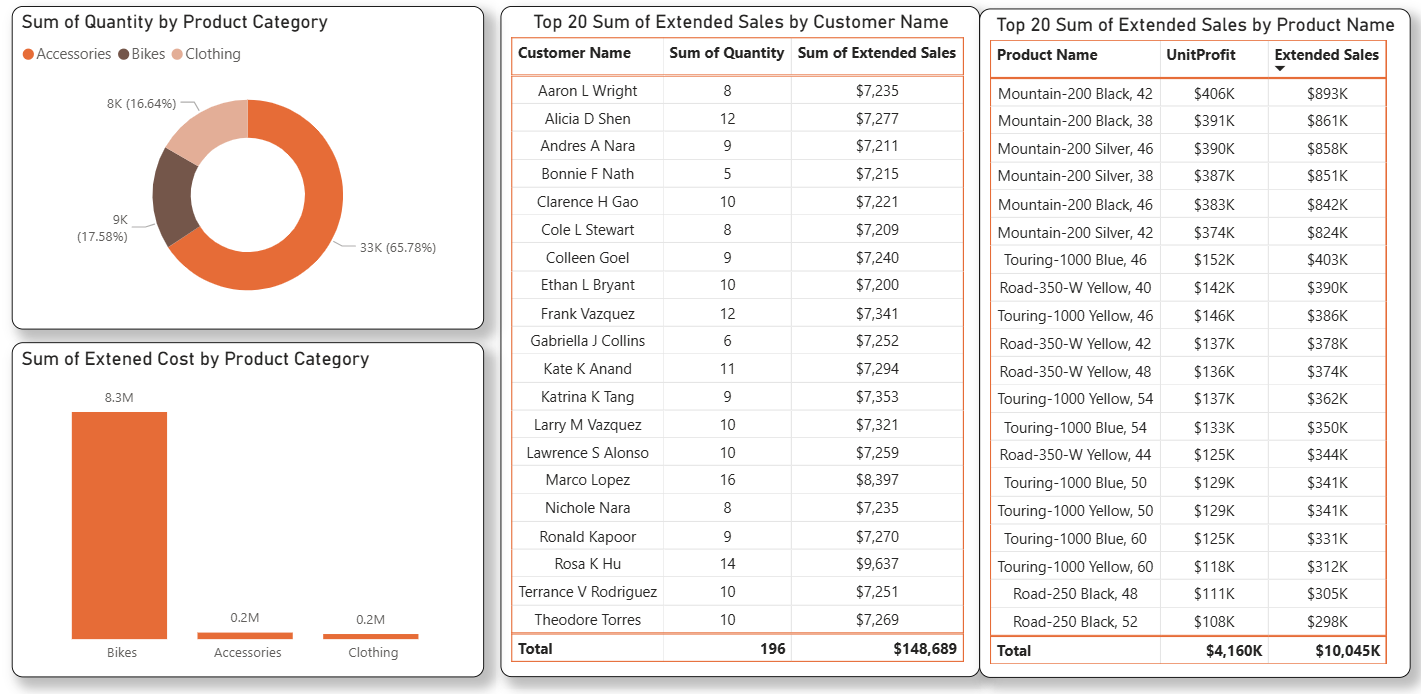 Sum of Quantity by Product Category
Accessories Bikes Clothing
8K (16.64%)
9K
(17.58%)
33K (65.78%)
Sum of Extened Cost by Product Category
8.3M
0.2M
0.2M
Bikes
Accessories
Clothing
Top 20 Sum of Extended Sales by Customer Name
Customer Name Sum of Quantity Sum of Extended Sales
Aaron L Wright 8 $7,235
Alicia D Shen 12 $7,277
Andres A Nara 9 $7,211
Bonnie F Nath 5 $7,215
Clarence H Gao 10 $7,221
Cole L Stewart 8 $7,209
Colleen Goel 9 $7,240
Ethan L Bryant 10 $7,200
Frank Vazquez 12 $7,341
Gabriella J Collins 6 $7,252
Kate K Anand 11 $7,294
Katrina K Tang 9 $7,353
Larry M Vazquez 10 $7,321
Lawrence S Alonso 10 $7,259
Marco Lopez 16 $8,397
Nichole Nara 8 $7,235
Ronald Kapoor 9 $7,270
Rosa K Hu 14 $9,637
Terrance V Rodriguez 10 $7,251
Theodore Torres 10 $7,269
Total 196 $148,689
Top 20 Sum of Extended Sales by Product Name
Product Name UnitProfit Extended Sales
Mountain-200 Black, 42 $406K $893K
Mountain-200 Black, 38 $391K $861K
Mountain-200 Silver, 46 $390K $858K
Mountain-200 Silver, 38 $387K $851K
Mountain-200 Black, 46 $383K $842K
Mountain-200 Silver, 42 $374K $824K
Touring-1000 Blue, 46 $152K $403K
Road-350-W Yellow, 40 $142K $390K
Touring-1000 Yellow, 46 $146K $386K
Road-350-W Yellow, 42 $137K $378K
Road-350-W Yellow, 48 $136K $374K
Touring-1000 Yellow, 54 $137K $362K
Touring-1000 Blue, 54 $133K $350K
Road-350-W Yellow, 44 $125K $344K
Touring-1000 Blue, 50 $129K $341K
Touring-1000 Yellow, 50 $129K $341K
Touring-1000 Blue, 60 $125K $331K
Touring-1000 Yellow, 60 $118K $312K
Road-250 Black, 48 $111K $305K
Road-250 Black, 52 $108K $298K
Total $4,160K $10,045K